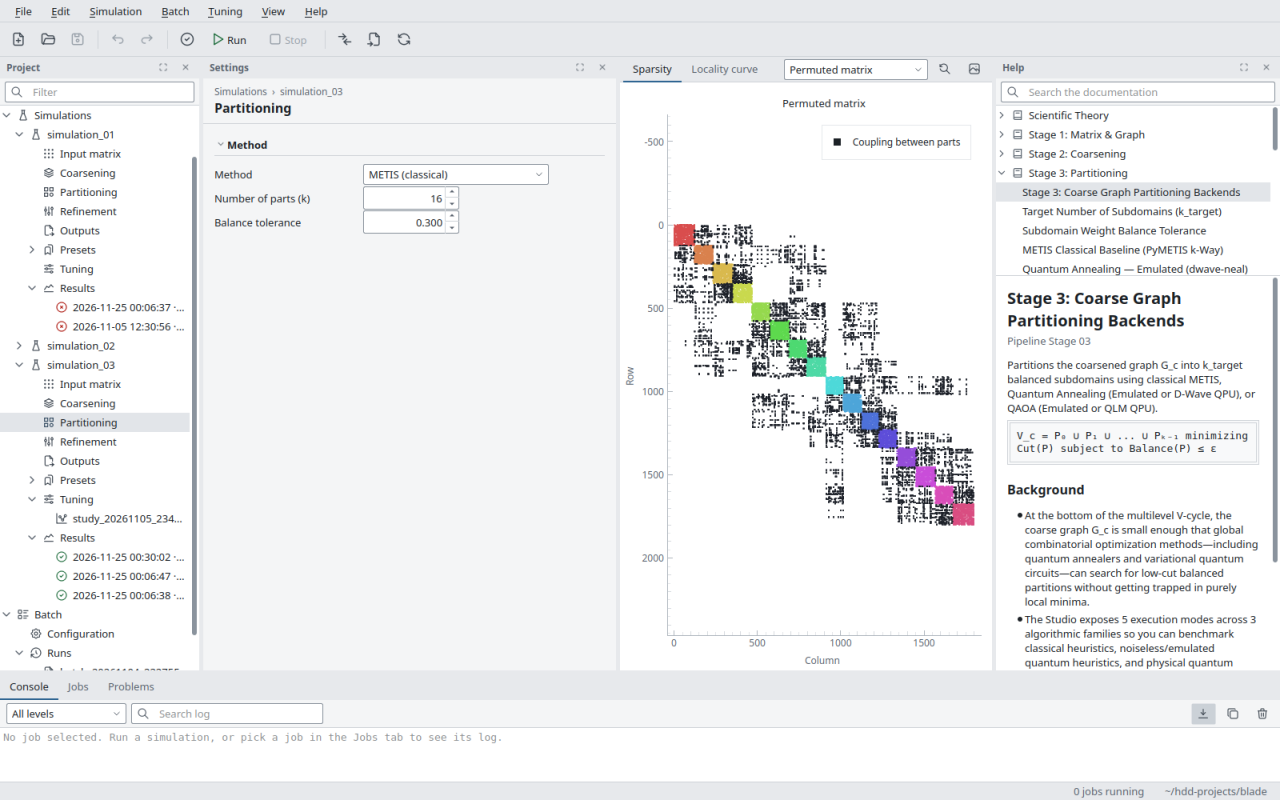 File Edit Simulation Batch Tuning View Help
Run Stop
Project
Filter
Simulations
simulation_01
Input matrix
Coarsening
Partitioning
Refinement
Outputs
Presets
Tuning
Results
2026-11-25 00:06:37 ·...
2026-11-05 12:30:56 ·...
simulation_02
simulation_03
Input matrix
Coarsening
Partitioning
Refinement
Outputs
Presets
Tuning
study_20261105_234...
Results
2026-11-25 00:30:02 ·...
2026-11-25 00:06:47 ·...
2026-11-25 00:06:38 ·...
Batch
Configuration
Runs
Settings
Simulations › simulation_03
Partitioning
Method
Method METIS (classical)
Number of parts (k) 16
Balance tolerance 0.300
Sparsity Locality curve Permuted matrix
Permuted matrix
Coupling between parts
-500
0
500
1000
1500
2000
Row
0 500 1000 1500
Column
Help
Search the documentation
Scientific Theory
Stage 1: Matrix & Graph
Stage 2: Coarsening
Stage 3: Partitioning
Stage 3: Coarse Graph Partitioning Backends
Target Number of Subdomains (k_target)
Subdomain Weight Balance Tolerance
METIS Classical Baseline (PyMETIS k-Way)
Quantum Annealing — Emulated (dwave-neal)
Stage 3: Coarse Graph
Partitioning Backends
Pipeline Stage 03
Partitions the coarsened graph G_c into k_target
balanced subdomains using classical METIS,
Quantum Annealing (Emulated or D-Wave QPU), or
QAOA (Emulated or QLM QPU).
V_c = P₀ ∪ P₁ ∪ ... ∪ Pₖ₋₁ minimizing
Cut(P) subject to Balance(P) ≤ ε
Background
• At the bottom of the multilevel V-cycle, the
coarse graph G_c is small enough that global
combinatorial optimization methods—including
quantum annealers and variational quantum
circuits—can search for low-cut balanced
partitions without getting trapped in purely
local minima.
• The Studio exposes 5 execution modes across 3
algorithmic families so you can benchmark
classical heuristics, noiseless/emulated
quantum heuristics, and physical quantum
Console Jobs Problems
All levels Search log
No job selected. Run a simulation, or pick a job in the Jobs tab to see its log.
0 jobs running ~/hdd-projects/blade